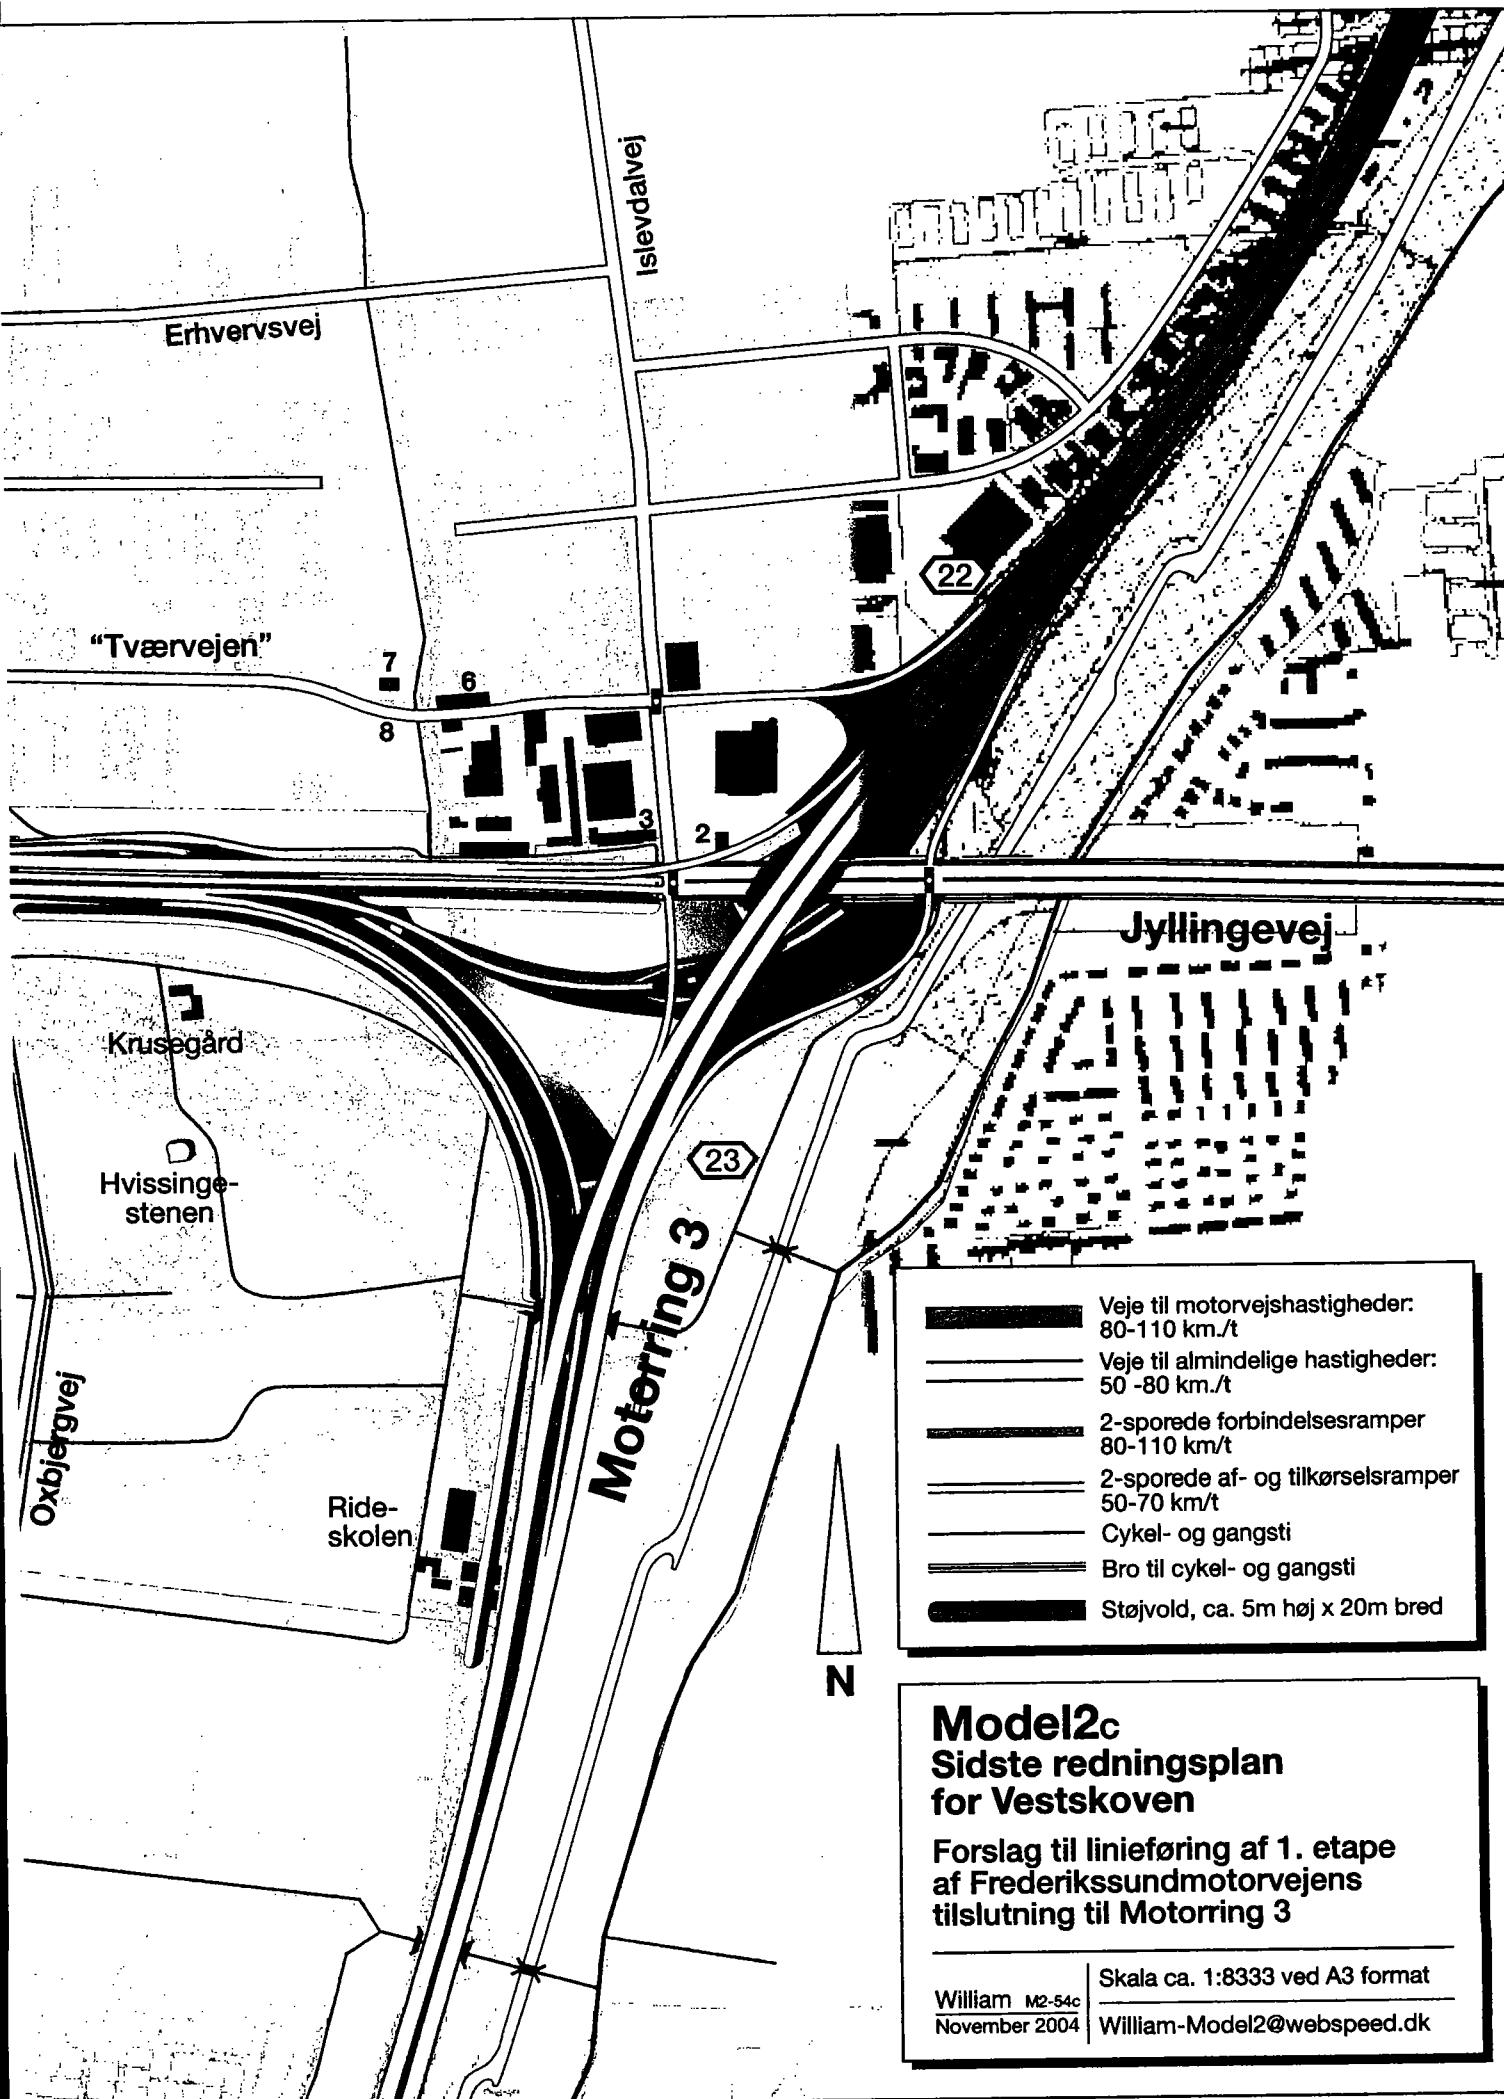 Islevdalvej
Erhvervsvej
22
“Tværvejen”
7
6
8
3
2
Jyllingevej
Krusegård
23
Hvissinge-
stenen
Motorring 3
Oxbjergvej
Ride-
skolen
N
Veje til motorvejshastigheder:
80-110 km./t
Veje til almindelige hastigheder:
50 -80 km./t
2-sporede forbindelsesramper
80-110 km/t
2-sporede af- og tilkørselsramper
50-70 km/t
Cykel- og gangsti
Bro til cykel- og gangsti
Støjvold, ca. 5m høj x 20m bred
Model2c
Sidste redningsplan
for Vestskoven
Forslag til linieføring af 1. etape
af Frederikssundmotorvejens
tilslutning til Motorring 3
William M2-54c
November 2004
Skala ca. 1:8333 ved A3 format
William-Model2@webspeed.dk